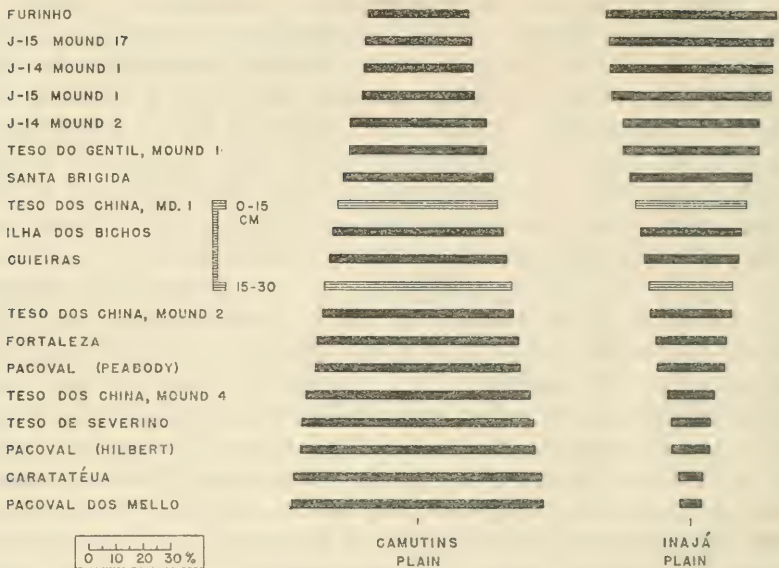 FURINHO
J-15 MOUND 17
J-14 MOUND 1
J-15 MOUND 1
J-14 MOUND 2
TESO DO GENTIL, MOUND 1
SANTA BRIGIDA
TESO DOS CHINA, MD. 1 0-15
CM
ILHA DOS BICHOS
GUIEIRAS
15-30
TESO DOS CHINA, MOUND 2
FORTALEZA
PACOVAL (PEABODY)
TESO DOS CHINA, MOUND 4
TESO DE SEVERINO
PACOVAL (HILBERT)
CARATATÉUA
PACOVAL DOS MELLO
0 10 20 30%
CAMUTINS
PLAIN
INAJÁ
PLAIN